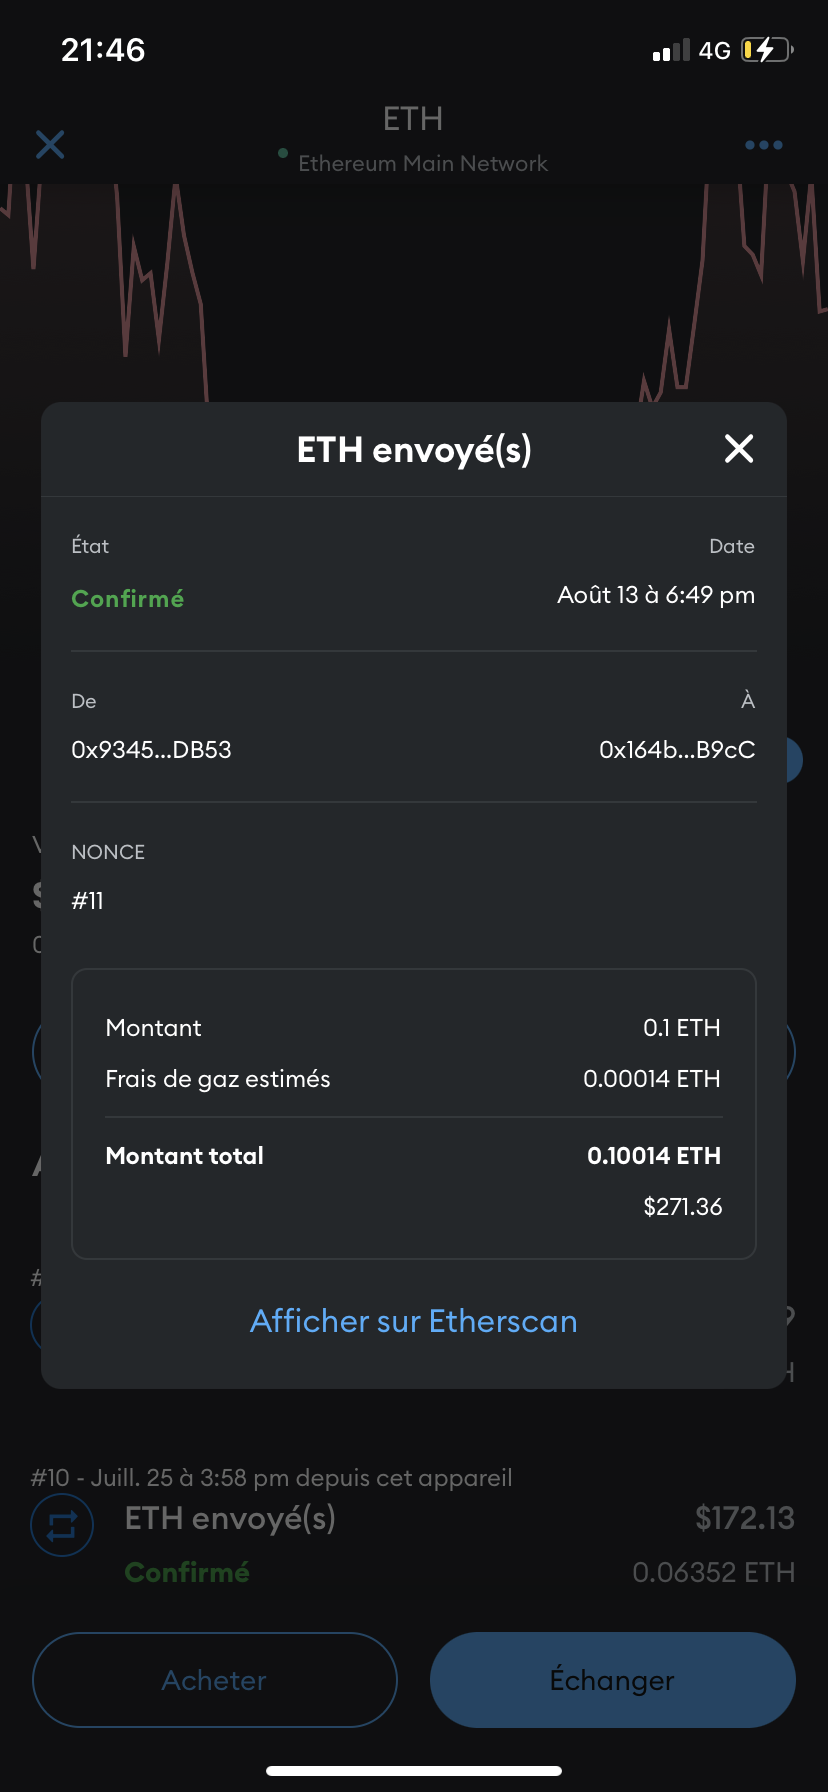 21:46
4G
ETH
Ethereum Main Network
ETH envoyé(s)
État
Date
Confirmé
Août 13 à 6:49 pm
De
À
0x9345...DB53
0x164b...B9cC
NONCE
#11
Montant
0.1 ETH
Frais de gaz estimés
0.00014 ETH
Montant total
0.10014 ETH
$271.36
Afficher sur Etherscan
#10 - Juill. 25 à 3:58 pm depuis cet appareil
ETH envoyé(s)
$172.13
Confirmé
0.06352 ETH
Acheter
Échanger